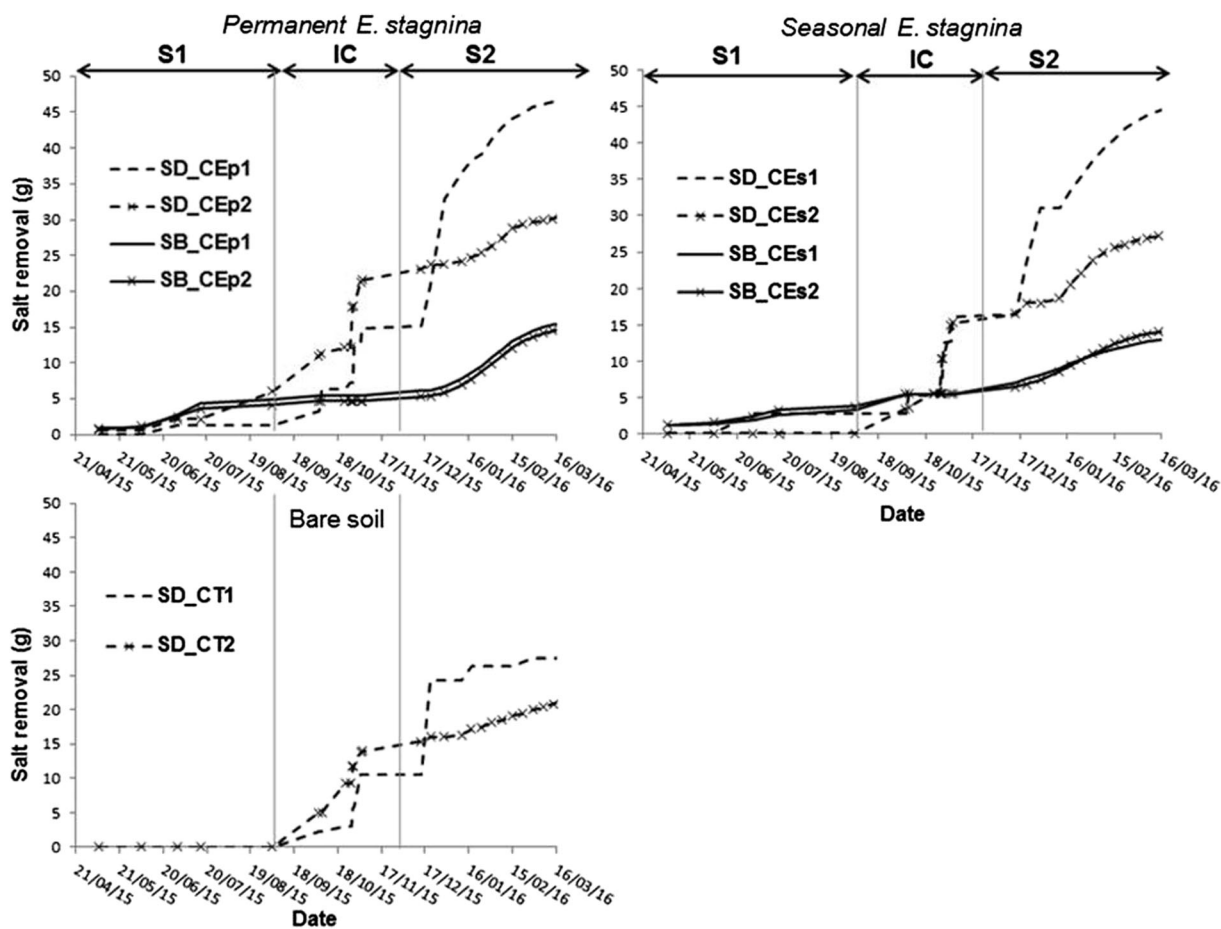 Permanent E. stagnina
S1 IC S2
Salt removal (g)
50
45
40
35
30
25
20
15
10
5
0
SD_CEp1
SD_CEp2
SB_CEp1
SB_CEp2
21/04/15 21/05/15 20/06/15 20/07/15 19/08/15 18/09/15 18/10/15 17/11/15 17/12/15 16/01/16 15/02/16 16/03/16
Seasonal E. stagnina
S1 IC S2
50
45
40
35
30
25
20
15
10
5
0
SD_CEs1
SD_CEs2
SB_CEs1
SB_CEs2
21/04/15 21/05/15 20/06/15 20/07/15 19/08/15 18/09/15 18/10/15 17/11/15 17/12/15 16/01/16 15/02/16 16/03/16
Date
Bare soil
Salt removal (g)
50
45
40
35
30
25
20
15
10
5
0
SD_CT1
SD_CT2
21/04/15 21/05/15 20/06/15 20/07/15 19/08/15 18/09/15 18/10/15 17/11/15 17/12/15 16/01/16 15/02/16 16/03/16
Date